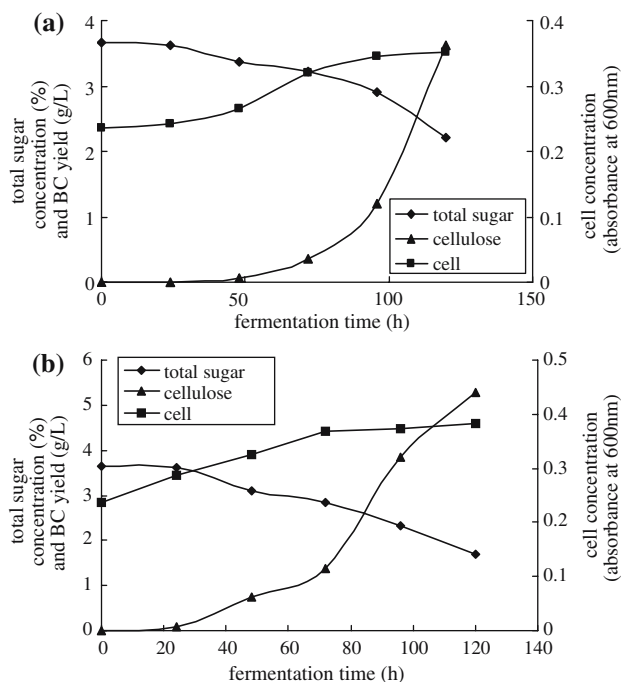 (a)
total sugar
concentration (%)
and BC yield (g/L)
4
3
2
1
0
0.4
0.3
0.2
0.1
0
cell concentration
(absorbance at 600nm)
total sugar
cellulose
cell
0
50
100
150
fermentation time (h)
(b)
total sugar
concentration (%)
and BC yield (g/L)
6
5
4
3
2
1
0
0.5
0.4
0.3
0.2
0.1
0
cell concentration
(absorbance at 600nm)
total sugar
cellulose
cell
0
20
40
60
80
100
120
140
fermentation time (h)